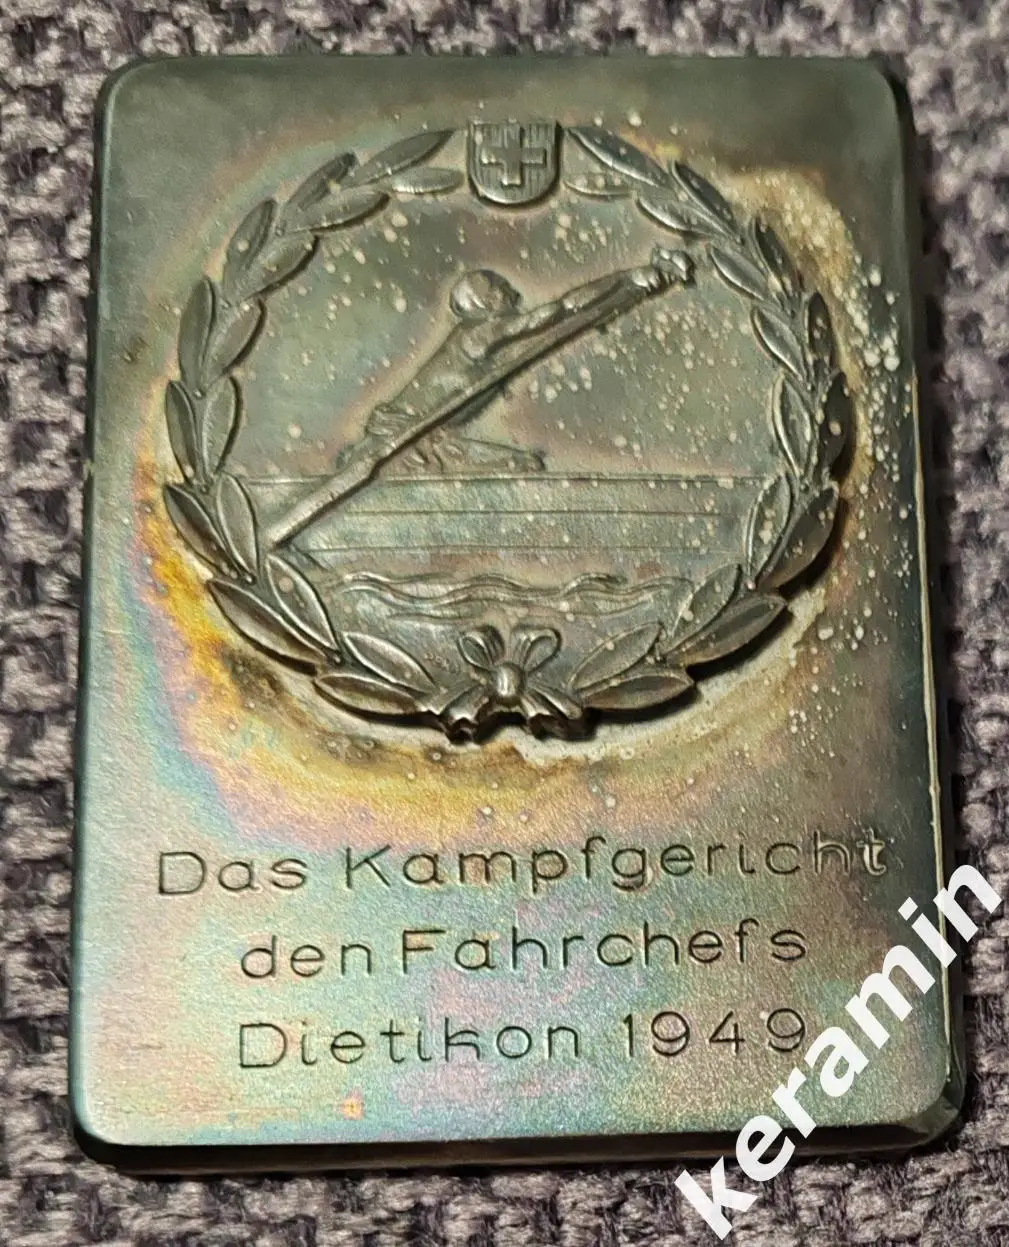 Das Kampfgericht
den Fahrchefs
Dietikon 1949
keramin